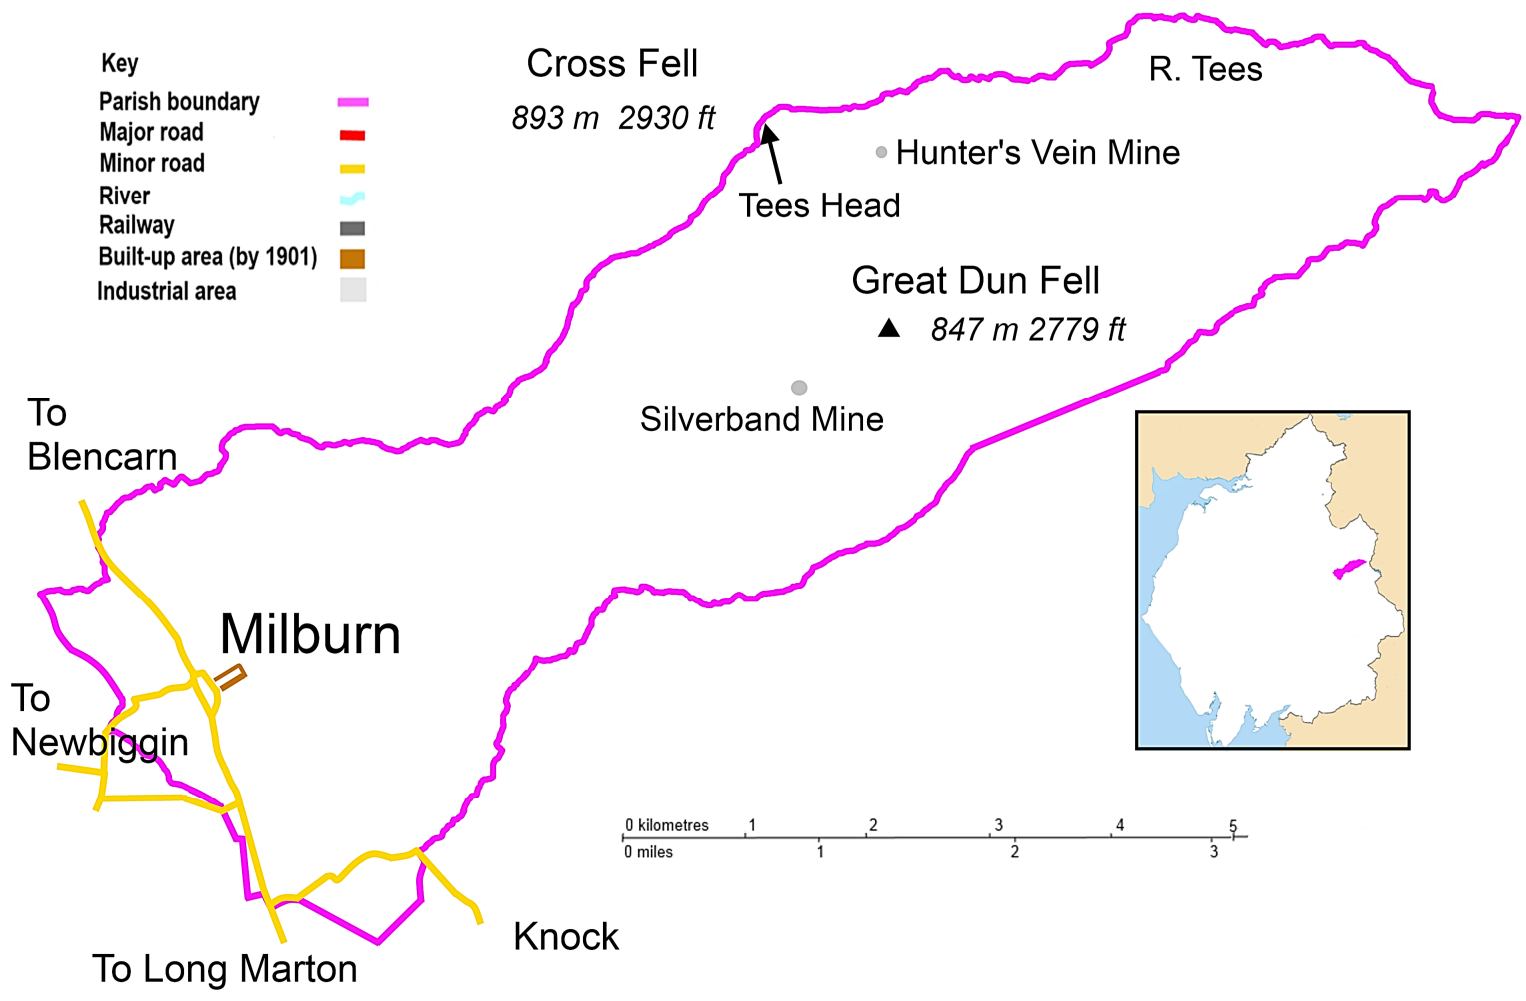 Key
Parish boundary
Major road
Minor road
River
Railway
Built-up area (by 1901)
Industrial area
Cross Fell
893 m 2930 ft
R. Tees
Hunter's Vein Mine
Tees Head
Great Dun Fell
847 m 2779 ft
Silverband Mine
To
Blencarn
Milburn
To
Newbiggin
0 kilometres 1 2 3 4 5
0 miles 1 2 3
Knock
To Long Marton